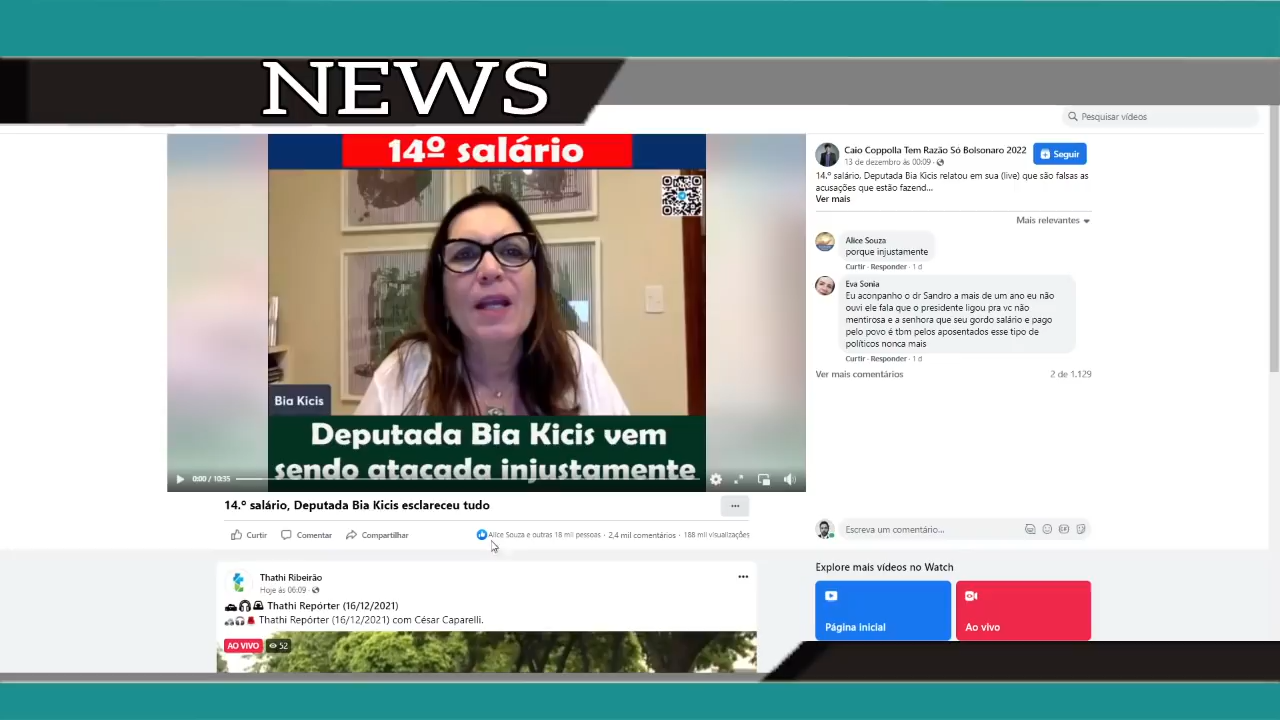 NEWS
Pesquisar vídeos
14º salário
Bia Kicis
Deputada Bia Kicis vem
sendo atacada injustamente
0:00 / 10:35
14.º salário, Deputada Bia Kicis esclareceu tudo
...
Curtir
Comentar
Compartilhar
Alice Souza e outras 18 mil pessoas · 2,4 mil comentários · 188 mil visualizações
Caio Coppolla Tem Razão Só Bolsonaro 2022
Seguir
13 de dezembro às 00:09 ·
14.º salário. Deputada Bia Kicis relatou em sua (live) que são falsas as
acusações que estão fazend...
Ver mais
Mais relevantes
Alice Souza
porque injustamente
Curtir · Responder · 1 d
Eva Sonia
Eu aconpanho o dr Sandro a mais de um ano eu não
ouvi ele fala que o presidente ligou pra vc não
mentirosa e a senhora que seu gordo salário e pago
pelo povo é tbm pelos aposentados esse tipo de
políticos nonca mais
Curtir · Responder · 1 d
Ver mais comentários
2 de 1.129
Escreva um comentário...
GIF
Thathi Ribeirão
Hoje às 06:09 ·
Thathi Repórter (16/12/2021)
Thathi Repórter (16/12/2021) com César Caparelli.
AO VIVO
52
Explore mais vídeos no Watch
Página inicial
Ao vivo